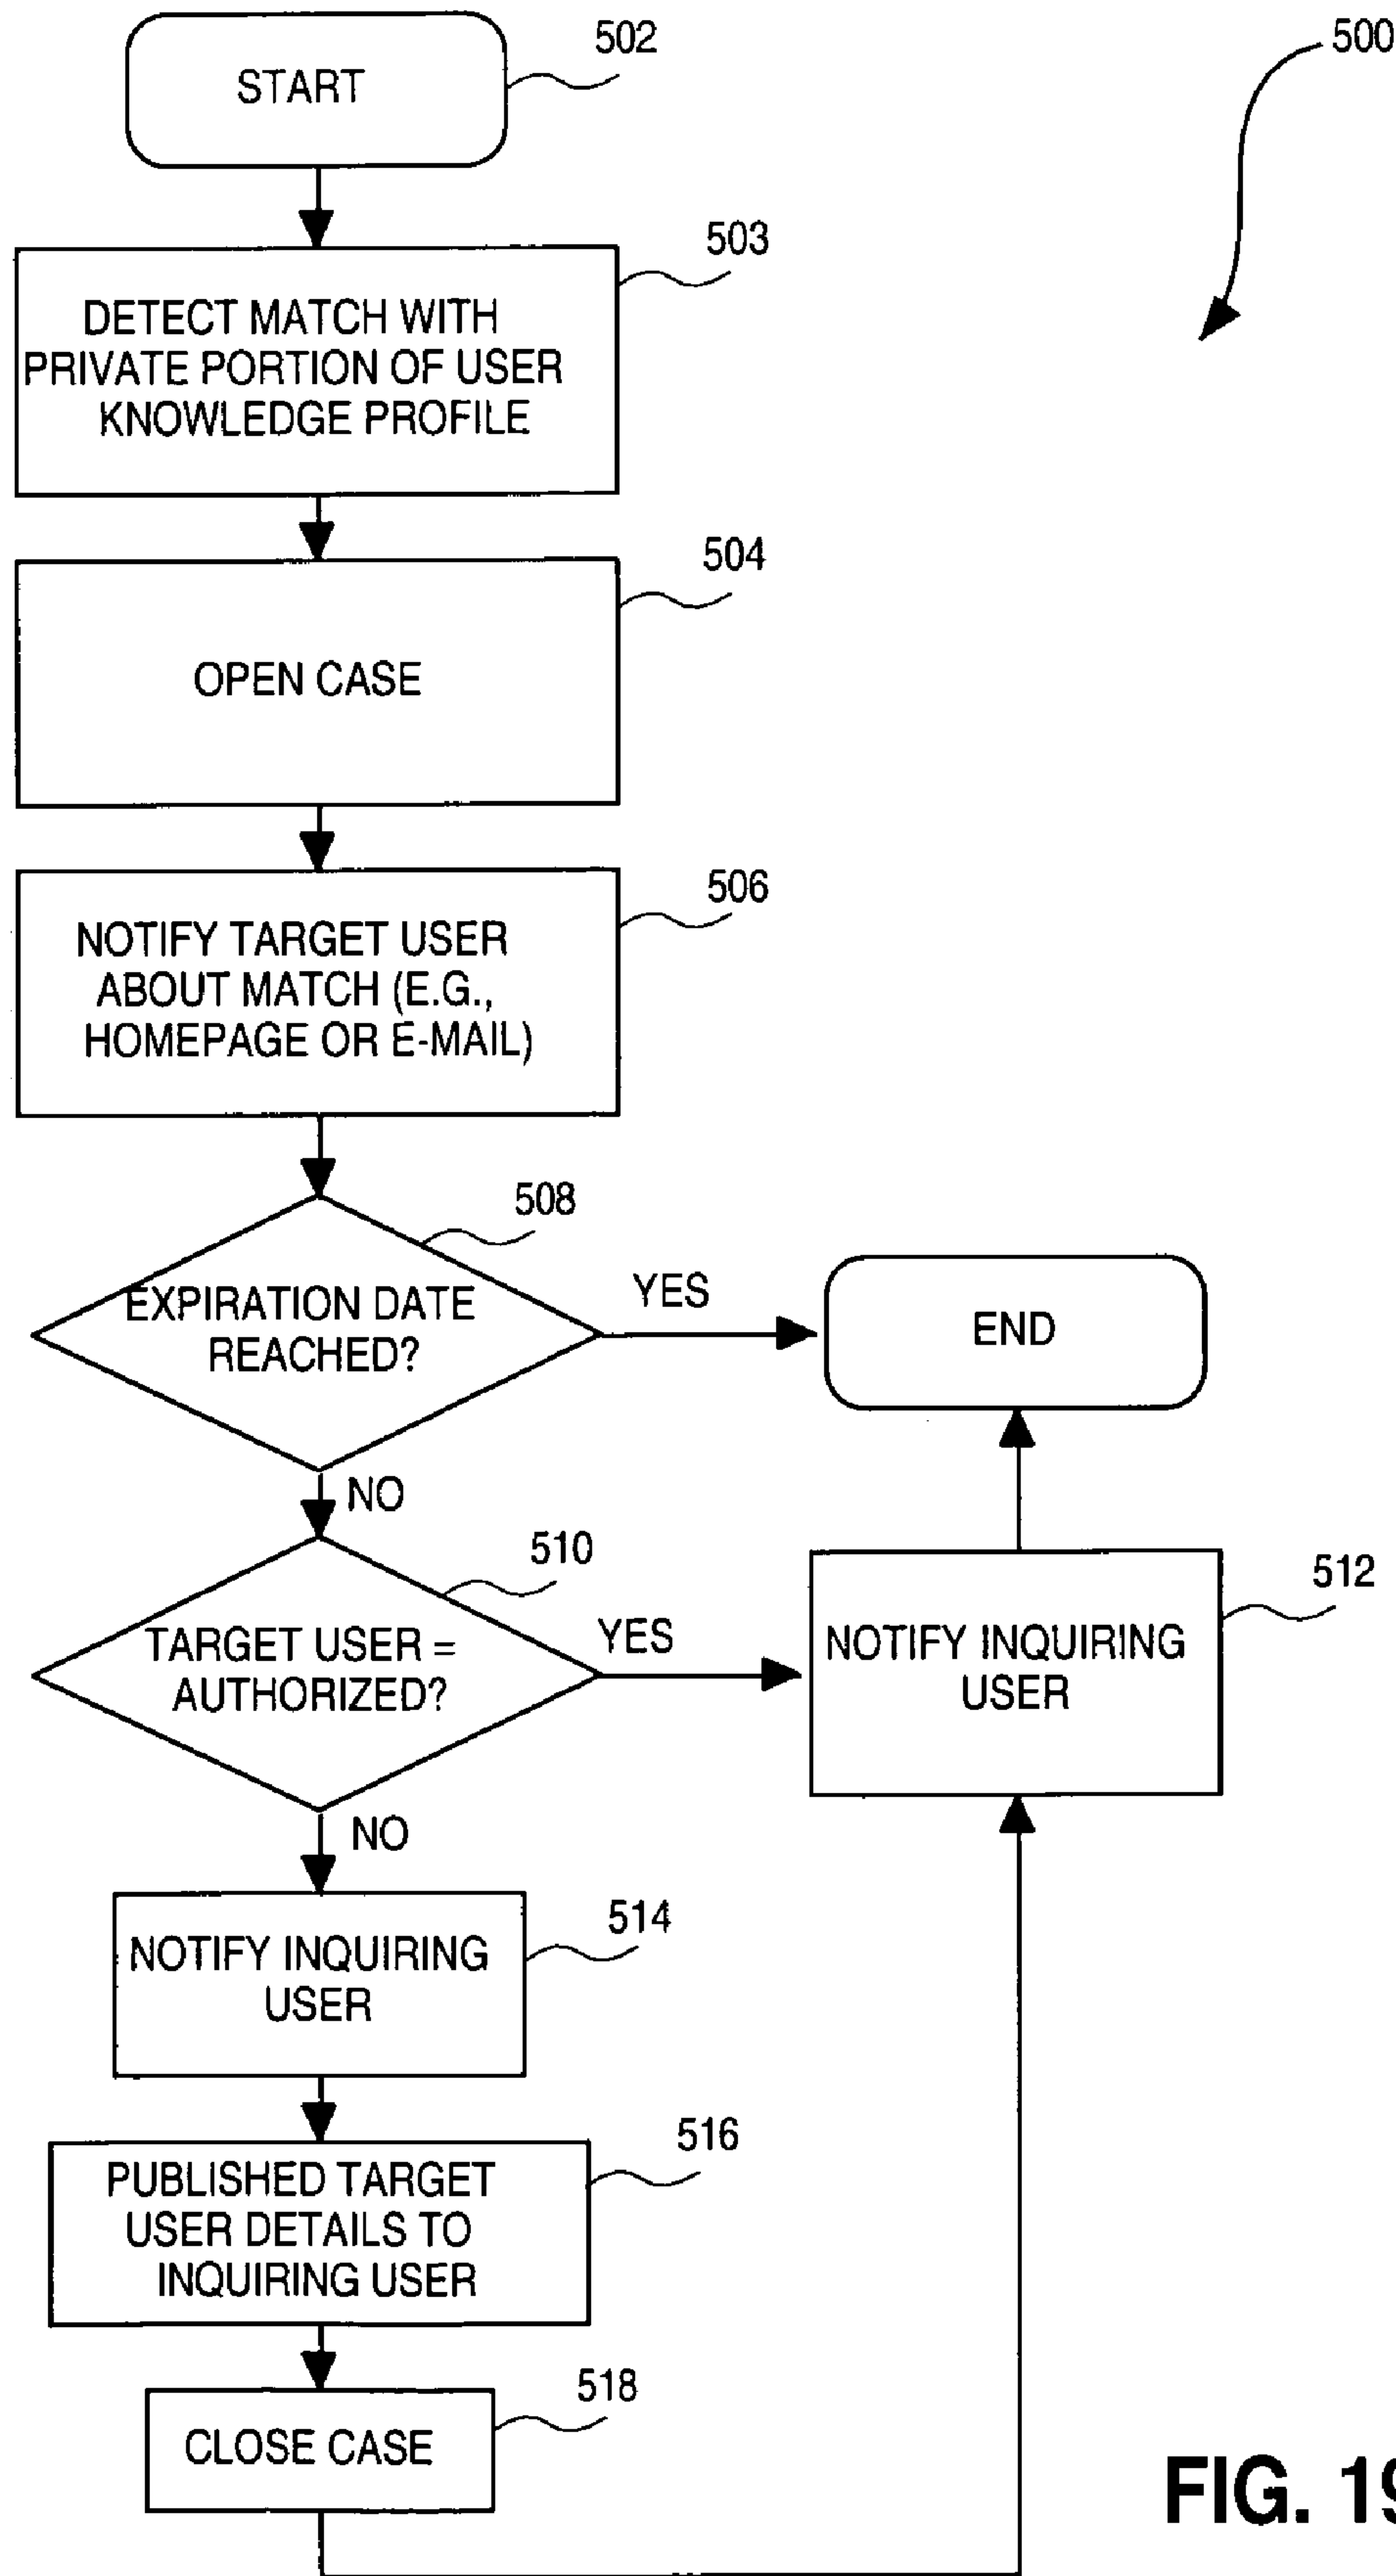 502
500
START
503
DETECT MATCH WITH
PRIVATE PORTION OF USER
KNOWLEDGE PROFILE
504
OPEN CASE
506
NOTIFY TARGET USER
ABOUT MATCH (E.G.,
HOMEPAGE OR E-MAIL)
508
EXPIRATION DATE
REACHED?
YES
END
NO
510
TARGET USER =
AUTHORIZED?
YES
512
NOTIFY INQUIRING
USER
NO
514
NOTIFY INQUIRING
USER
516
PUBLISHED TARGET
USER DETAILS TO
INQUIRING USER
518
CLOSE CASE
FIG. 19